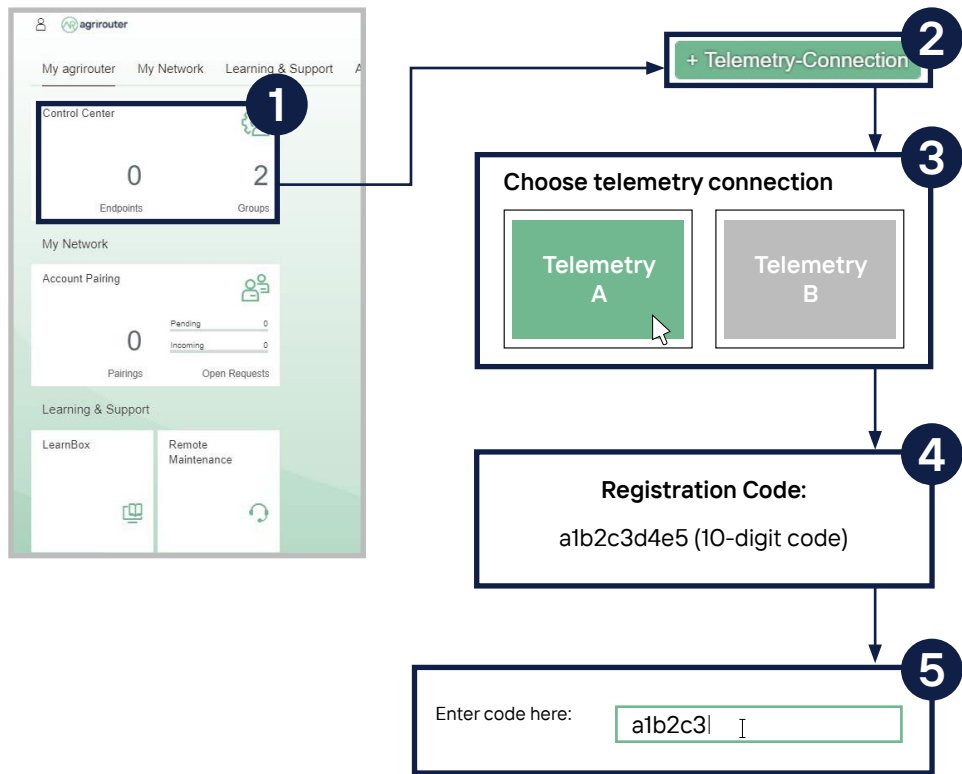 agrirouter
My agrirouter My Network Learning & Support A
Control Center
1
0 2
Endpoints Groups
My Network
Account Pairing
Pending 0
0
Incoming 0
Pairings Open Requests
Learning & Support
LearnBox
Remote
Maintenance
2
+ Telemetry-Connection
3
Choose telemetry connection
Telemetry
A
Telemetry
B
4
Registration Code:
a1b2c3d4e5 (10-digit code)
5
Enter code here: a1b2c3